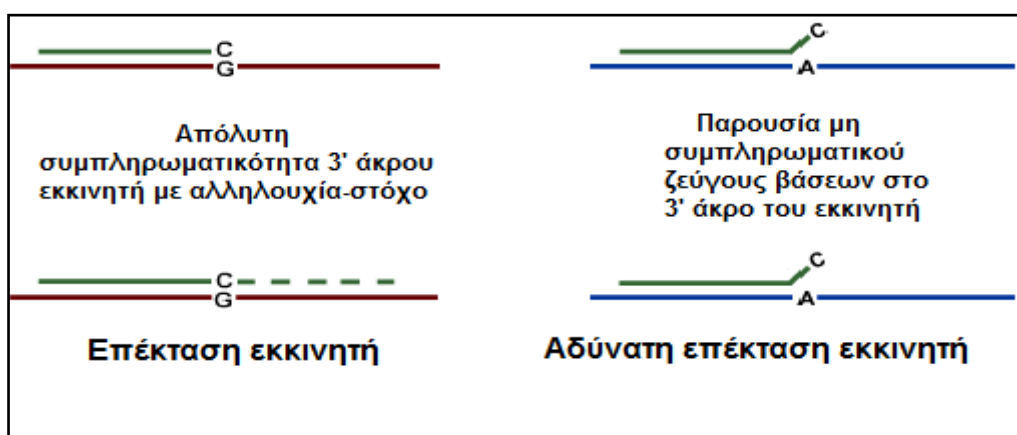 C
G
Απόλυτη
συμπληρωματικότητα 3' άκρου
εκκινητή με αλληλουχία-στόχο
C
G
Επέκταση εκκινητή
C
A
Παρουσία μη
συμπληρωματικού
ζεύγους βάσεων στο
3' άκρο του εκκινητή
C
A
Αδύνατη επέκταση εκκινητή